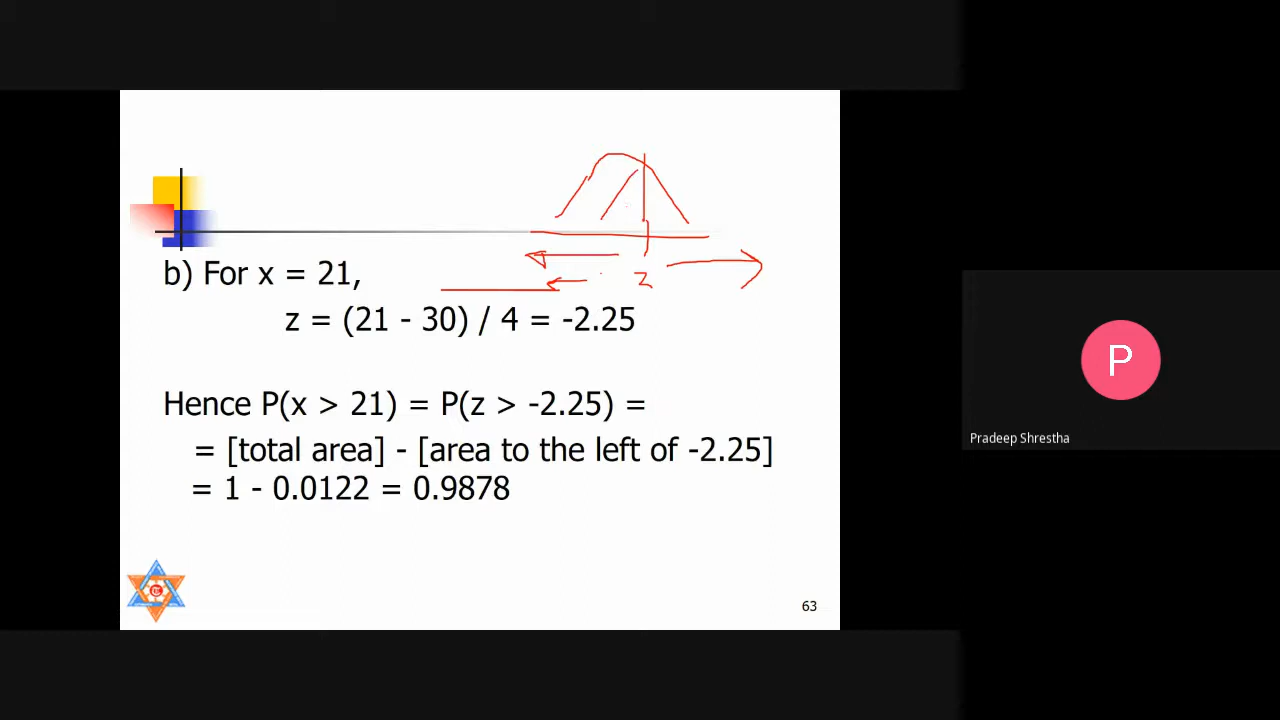 z
b) For x = 21,
z = (21 - 30) / 4 = -2.25
Hence P(x > 21) = P(z > -2.25) =
= [total area] - [area to the left of -2.25]
= 1 - 0.0122 = 0.9878
63
P
Pradeep Shrestha